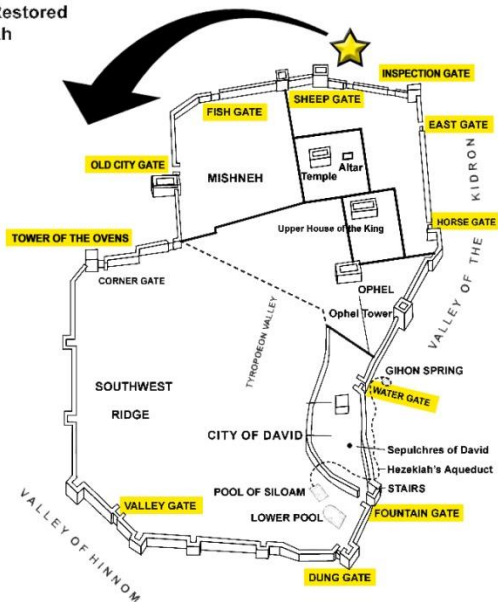 Restored
h
INSPECTION GATE
SHEEP GATE
FISH GATE
EAST GATE
OLD CITY GATE
MISHNEH
Temple
Altar
VALLEY OF THE KIDRON
Upper House of the King
HORSE GATE
TOWER OF THE OVENS
CORNER GATE
OPHEL
Ophel Tower
TYROPDEON VALLEY
GIHON SPRING
WATER GATE
SOUTHWEST
RIDGE
CITY OF DAVID
Sepulchres of David
Hezekiah's Aqueduct
STAIRS
POOL OF SILOAM
LOWER POOL
FOUNTAIN GATE
VALLEY GATE
VALLEY OF HINNOM
DUNG GATE